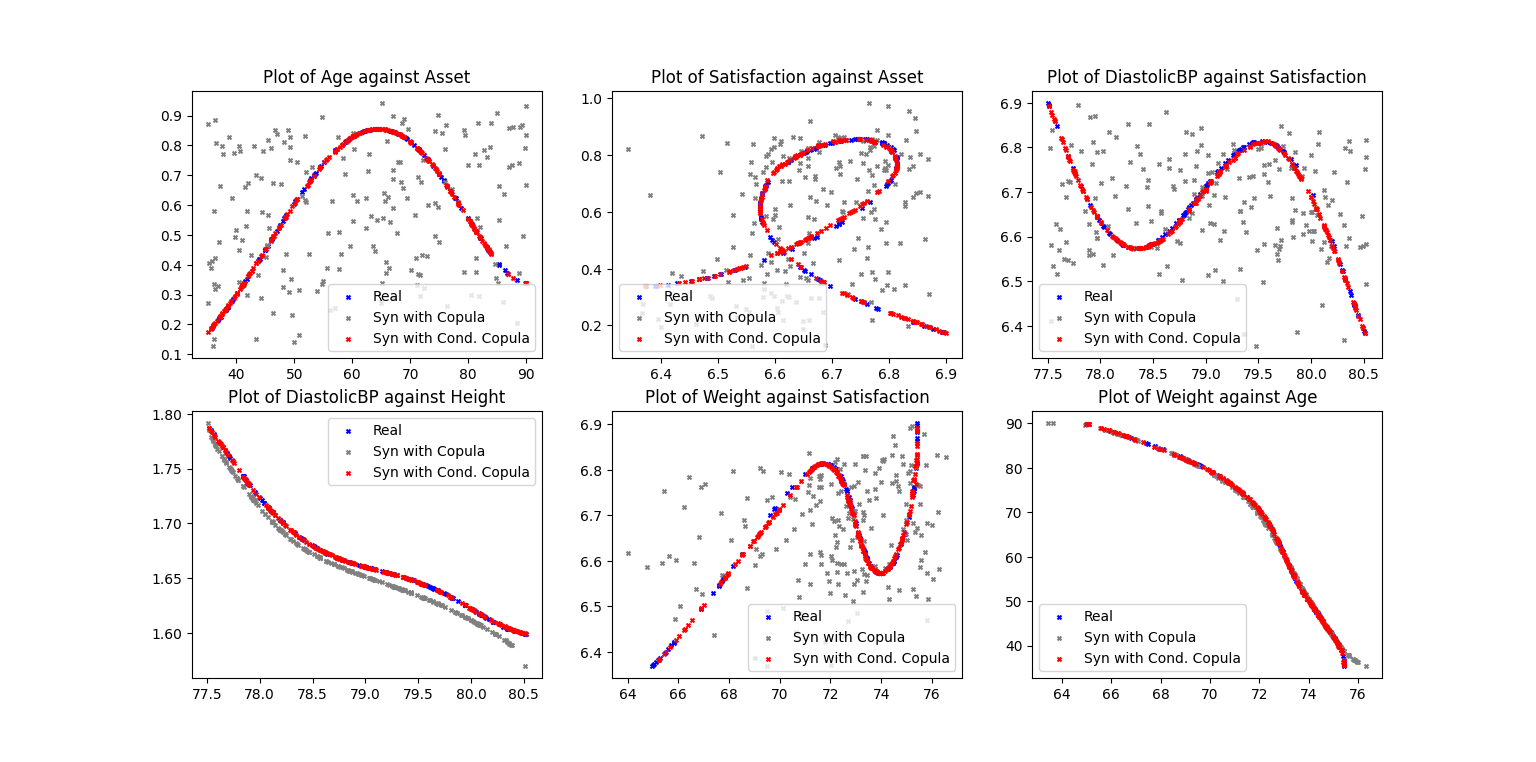 Plot of Age against Asset
0.9
0.8
0.7
0.6
0.5
0.4
0.3
0.2
0.1
40 50 60 70 80 90
Real
Syn with Copula
Syn with Cond. Copula
Plot of Satisfaction against Asset
1.0
0.8
0.6
0.4
0.2
6.4 6.5 6.6 6.7 6.8 6.9
Real
Syn with Copula
Syn with Cond. Copula
Plot of DiastolicBP against Satisfaction
6.9
6.8
6.7
6.6
6.5
6.4
77.5 78.0 78.5 79.0 79.5 80.0 80.5
Real
Syn with Copula
Syn with Cond. Copula
Plot of DiastolicBP against Height
1.80
1.75
1.70
1.65
1.60
77.5 78.0 78.5 79.0 79.5 80.0 80.5
Real
Syn with Copula
Syn with Cond. Copula
Plot of Weight against Satisfaction
6.9
6.8
6.7
6.6
6.5
6.4
64 66 68 70 72 74 76
Real
Syn with Copula
Syn with Cond. Copula
Plot of Weight against Age
90
80
70
60
50
40
64 66 68 70 72 74 76
Real
Syn with Copula
Syn with Cond. Copula